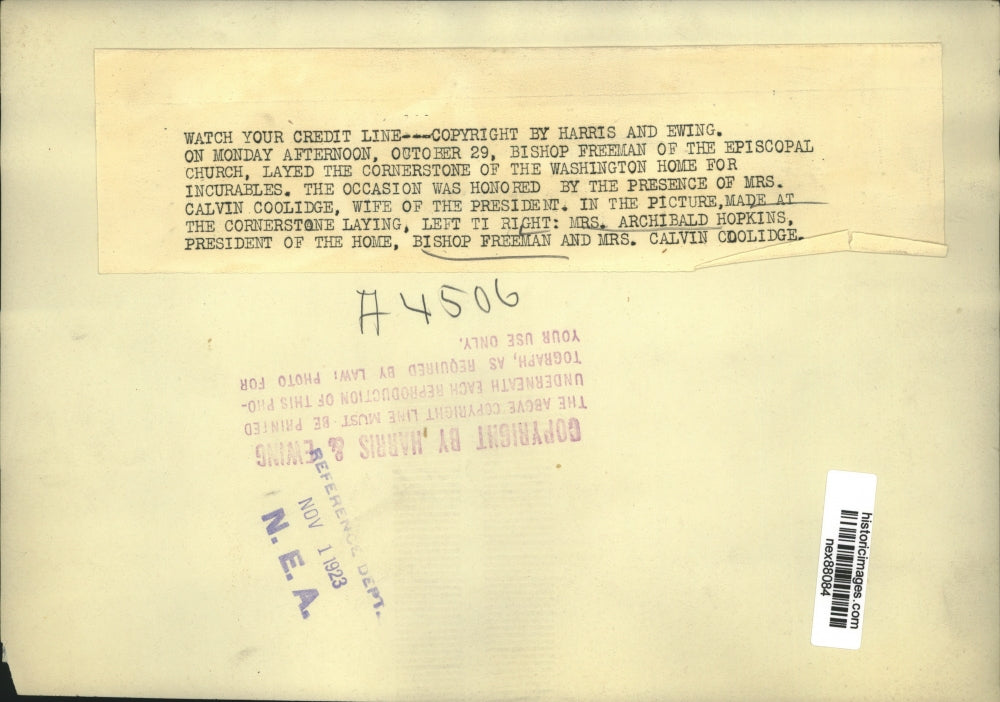 WATCH YOUR CREDIT LINE---COPYRIGHT BY HARRIS AND EWING.
ON MONDAY AFTERNOON, OCTOBER 29, BISHOP FREEMAN OF THE EPISCOPAL
CHURCH, LAYED THE CORNERSTONE OF THE WASHINGTON HOME FOR
INCURABLES. THE OCCASION WAS HONORED BY THE PRESENCE OF MRS.
CALVIN COOLIDGE, WIFE OF THE PRESIDENT. IN THE PICTURE,MADE AT
THE CORNERSTONE LAYING, LEFT TI RIGHT: MRS. ARCHIBALD HOPKINS,
PRESIDENT OF THE HOME, BISHOP FREEMAN AND MRS. CALVIN COOLIDGE.
A4506
COPYRIGHT BY HARRIS & EWING.
THE ABOVE COPYRIGHT LINE MUST BE PRINTED
UNDERNEATH EACH REPRODUCTION OF THIS PHO-
TOGRAPH, AS REQUIRED BY LAW: PHOTO FOR
YOUR USE ONLY.
REFERENCE DEPT.
NOV 1 1923
N. E. A.
historicimages.com
nex88084